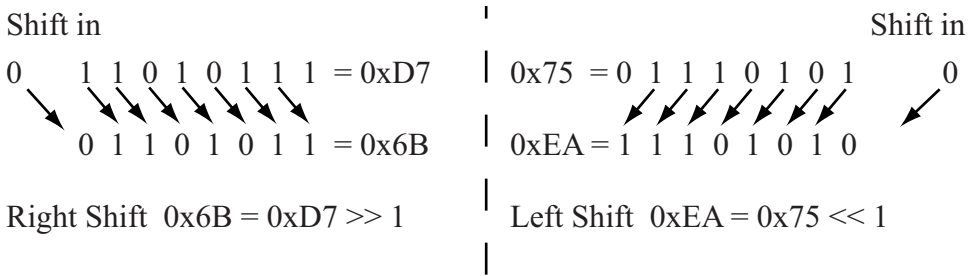 Shift in
0 1 1 0 1 0 1 1 1 = 0xD7
0 1 1 0 1 0 1 1 = 0x6B
Right Shift 0x6B = 0xD7 >> 1
Shift in
0x75 = 0 1 1 1 0 1 0 1 0
0xEA = 1 1 1 0 1 0 1 0
Left Shift 0xEA = 0x75 << 1